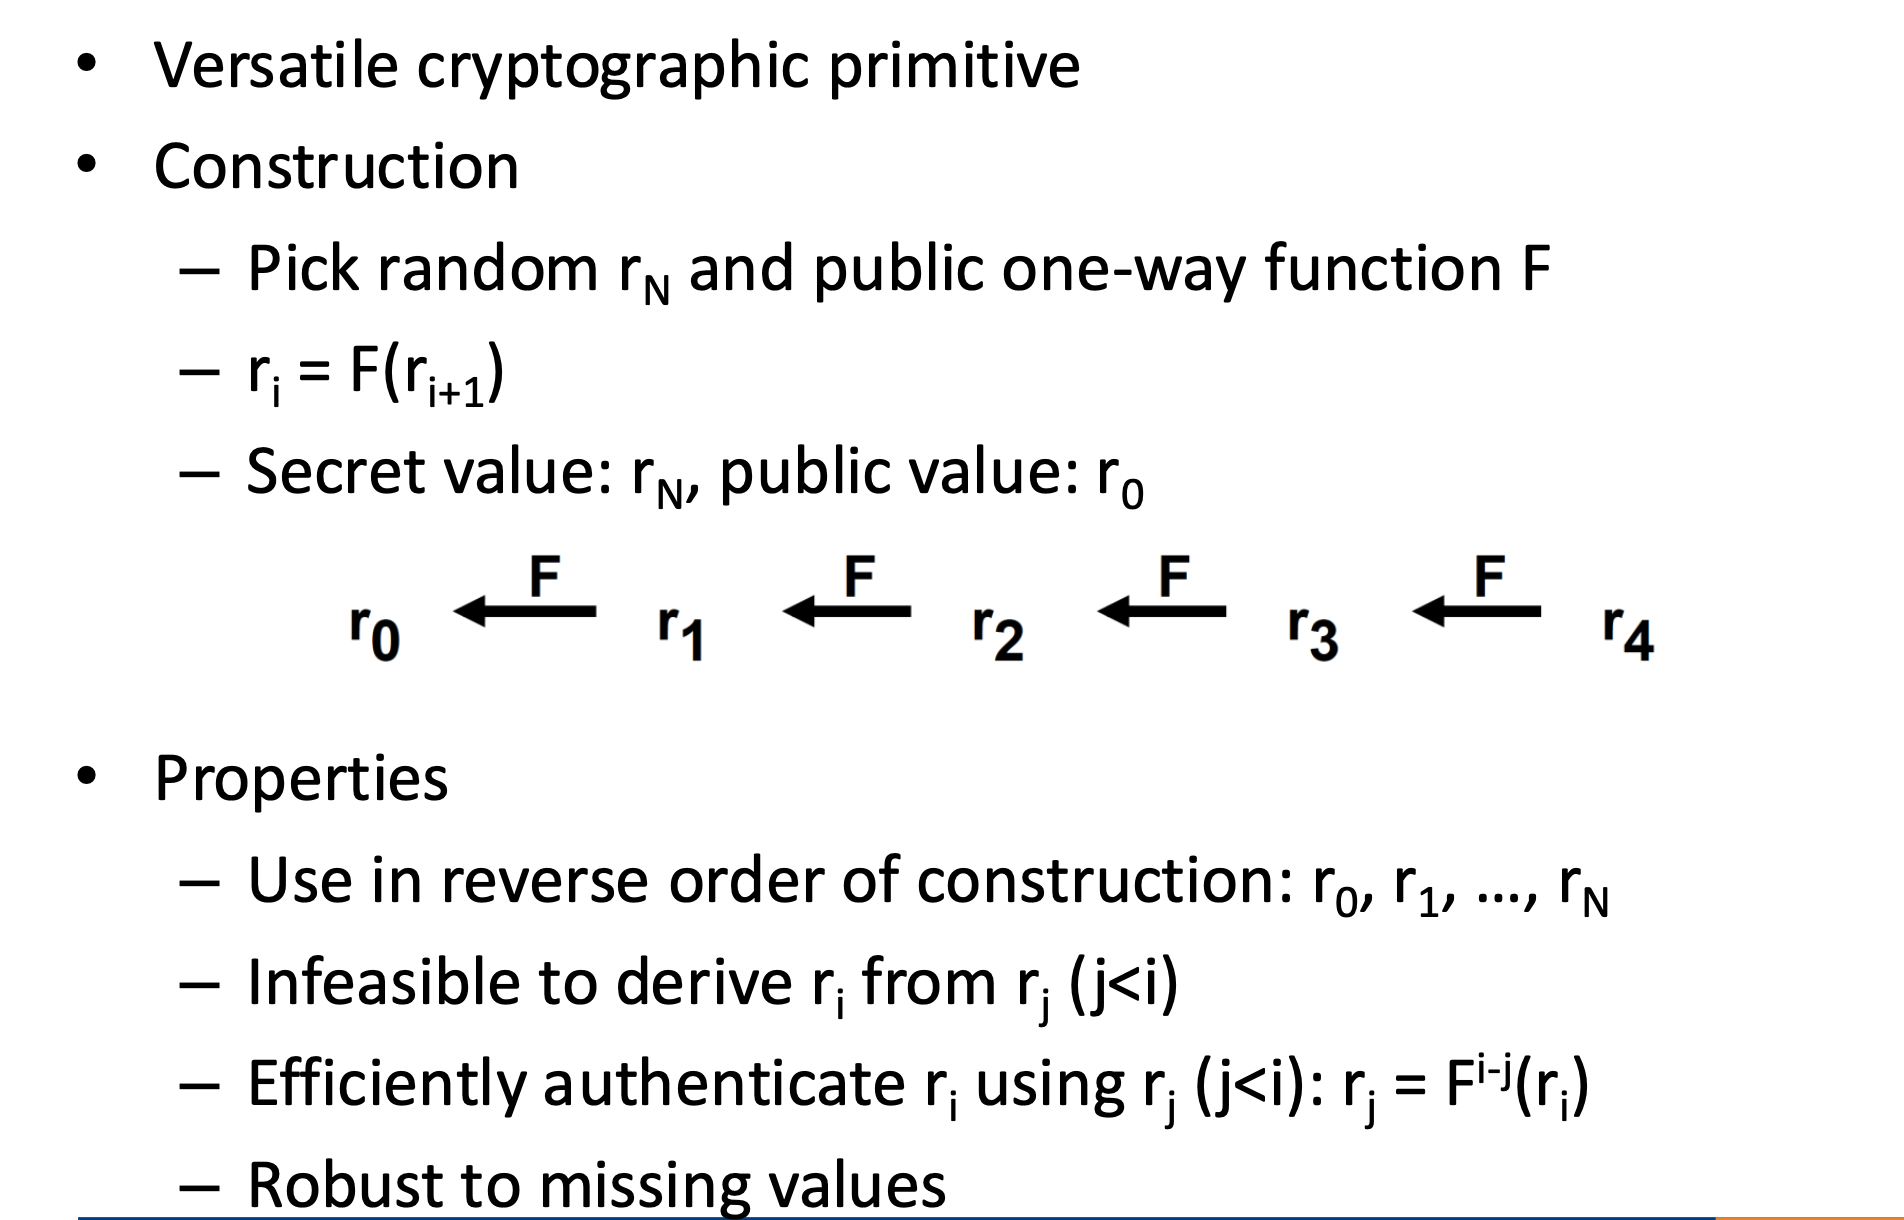 • Versatile cryptographic primitive
• Construction
– Pick random r_N and public one-way function F
– r_i = F(r_{i+1})
– Secret value: r_N, public value: r_0
F F F F
r_0 r_1 r_2 r_3 r_4
• Properties
– Use in reverse order of construction: r_0, r_1, …, r_N
– Infeasible to derive r_i from r_j (j<i)
– Efficiently authenticate r_i using r_j (j<i): r_j = F^{i-j}(r_i)
– Robust to missing values